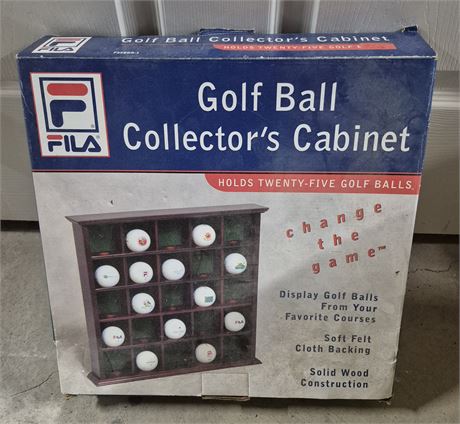 Golf Ball Collector's Cabinet
HOLDS TWENTY-FIVE GOLF
FILA
Golf Ball
Collector's Cabinet
HOLDS TWENTY-FIVE GOLF BALLS
change
the
game™
Display Golf Balls
From Your
Favorite Courses
Soft Felt
Cloth Backing
Solid Wood
Construction
FILA
FILA